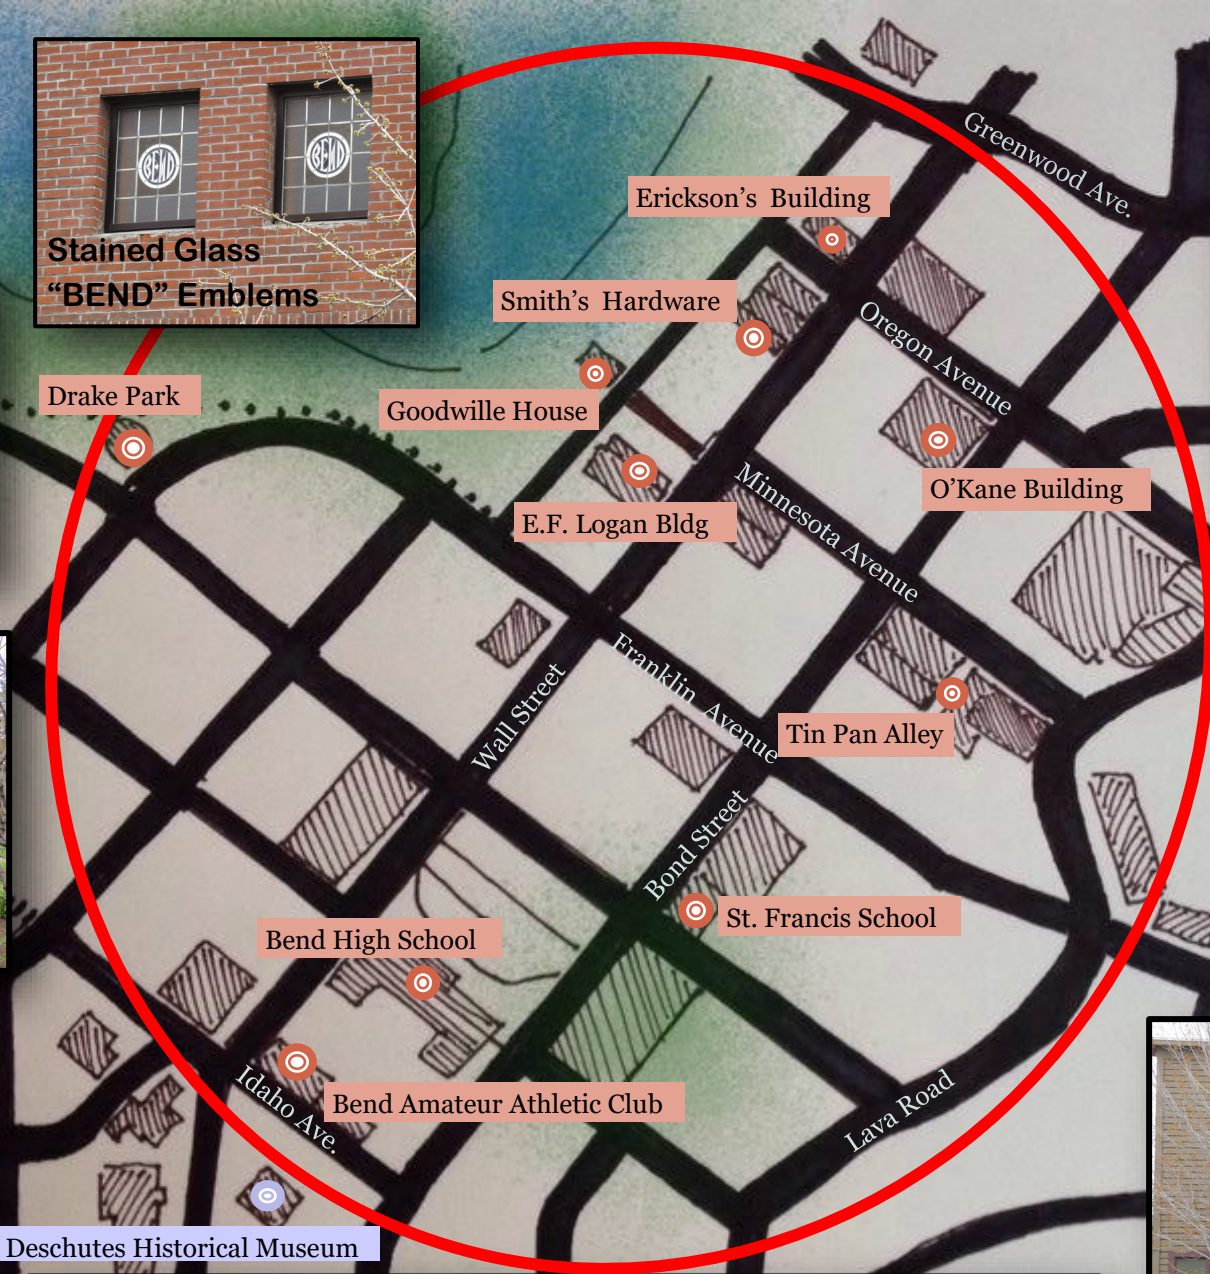 BEND
BEND
Stained Glass
“BEND” Emblems
Greenwood Ave.
Erickson’s Building
Smith’s Hardware
Oregon Avenue
Drake Park
Goodwille House
O’Kane Building
Minnesota Avenue
E.F. Logan Bldg
Franklin Avenue
Wall Street
Tin Pan Alley
Bond Street
St. Francis School
Bend High School
Idaho Ave.
Bend Amateur Athletic Club
Lava Road
Deschutes Historical Museum